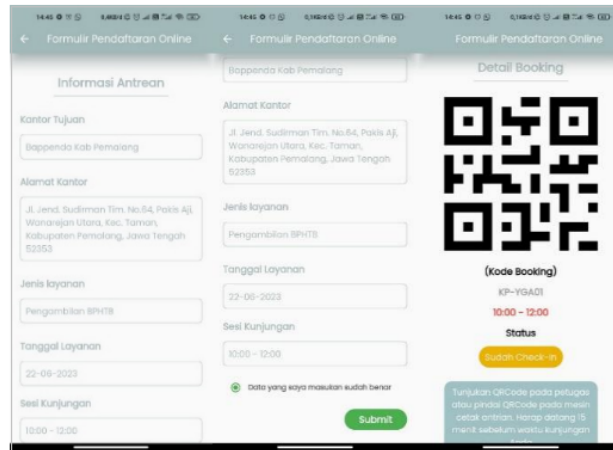 14:45
Formulir Pendaftaran Online
Informasi Antrean
Kantor Tujuan
Bappenda Kab Pemalang
Alamat Kantor
Jl. Jend. Sudirman Tim. No.64, Pakis Aji,
Wanarejan Utara, Kec. Taman,
Kabupaten Pemalang, Jawa Tengah
52353
Jenis layanan
Pengambilan BPHTB
Tanggal Layanan
22-06-2023
Sesi Kunjungan
10:00 - 12:00
14:45
Formulir Pendaftaran Online
Bappenda Kab Pemalang
Alamat Kantor
Jl. Jend. Sudirman Tim. No.64, Pakis Aji,
Wanarejan Utara, Kec. Taman,
Kabupaten Pemalang, Jawa Tengah
52353
Jenis layanan
Pengambilan BPHTB
Tanggal Layanan
22-06-2023
Sesi Kunjungan
10:00 - 12:00
Data yang saya masukan sudah benar
Submit
14:45
Formulir Pendaftaran Online
Detail Booking
(Kode Booking)
KP-YGA01
10:00 - 12:00
Status
Sudah Check-in
Tunjukan QRCode pada petugas
atau pindai QRCode pada mesin
cetak antrian. Harap datang 15
menit sebelum waktu kunjungan